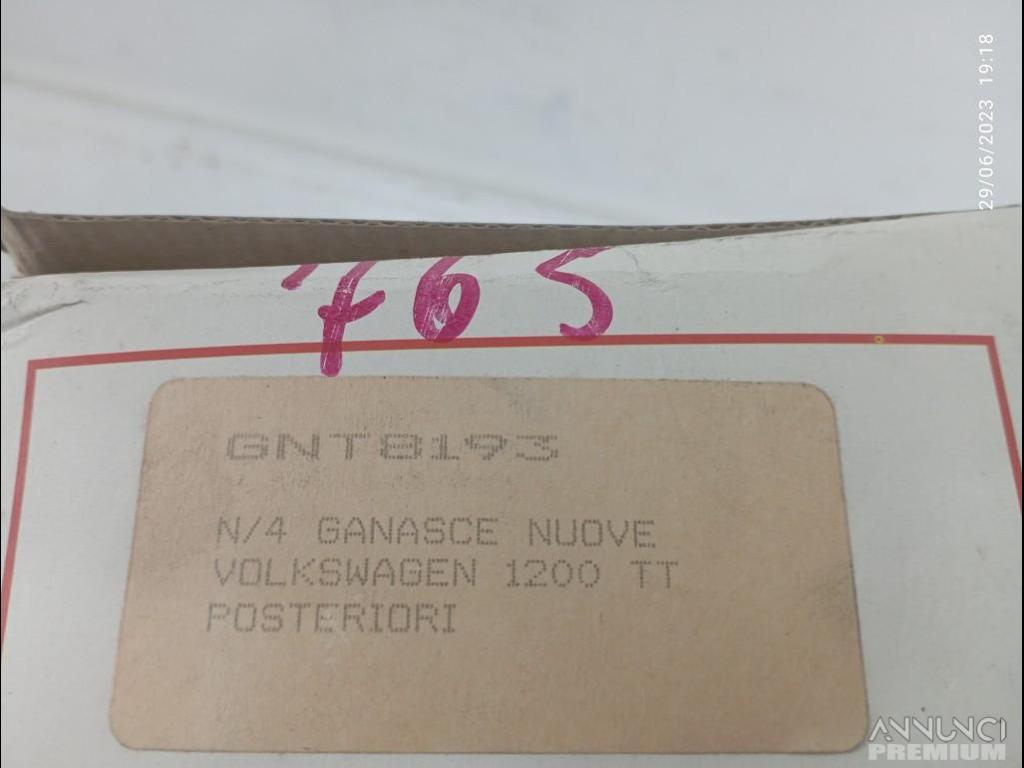 29/06/2023 19:18
765
GNT8193
N/4 GANASCE NUOVE
VOLKSWAGEN 1200 TT
POSTERIORI
ANNUNCI
PREMIUM